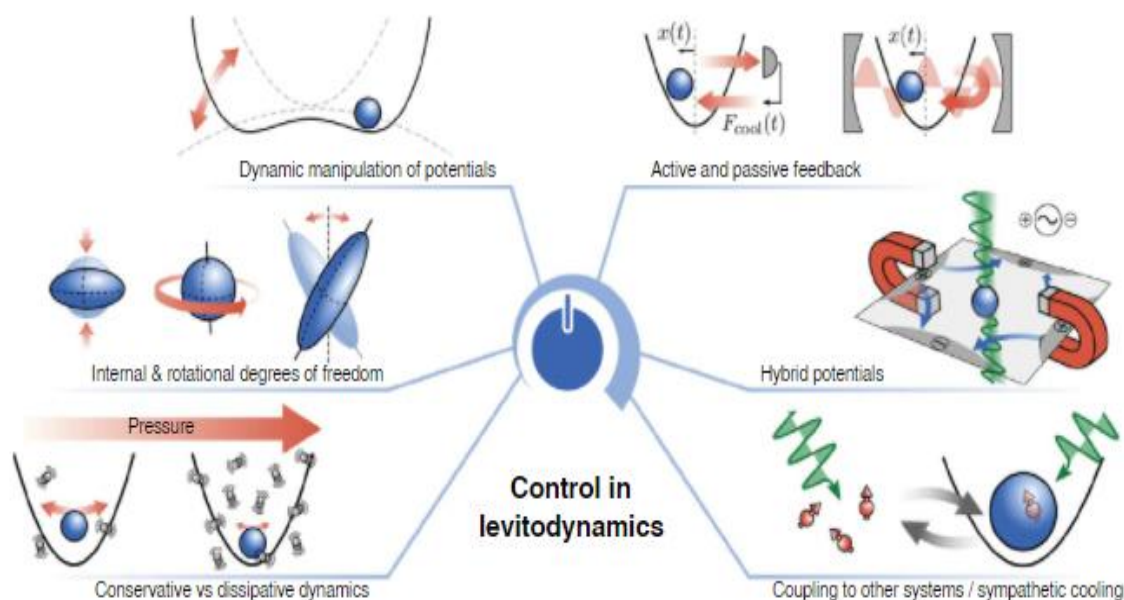 x(t)
x(t)
F_cool(t)
Dynamic manipulation of potentials
Active and passive feedback
+ ~ −
Internal & rotational degrees of freedom
Hybrid potentials
Pressure
Control in
levitodynamics
Conservative vs dissipative dynamics
Coupling to other systems / sympathetic cooling